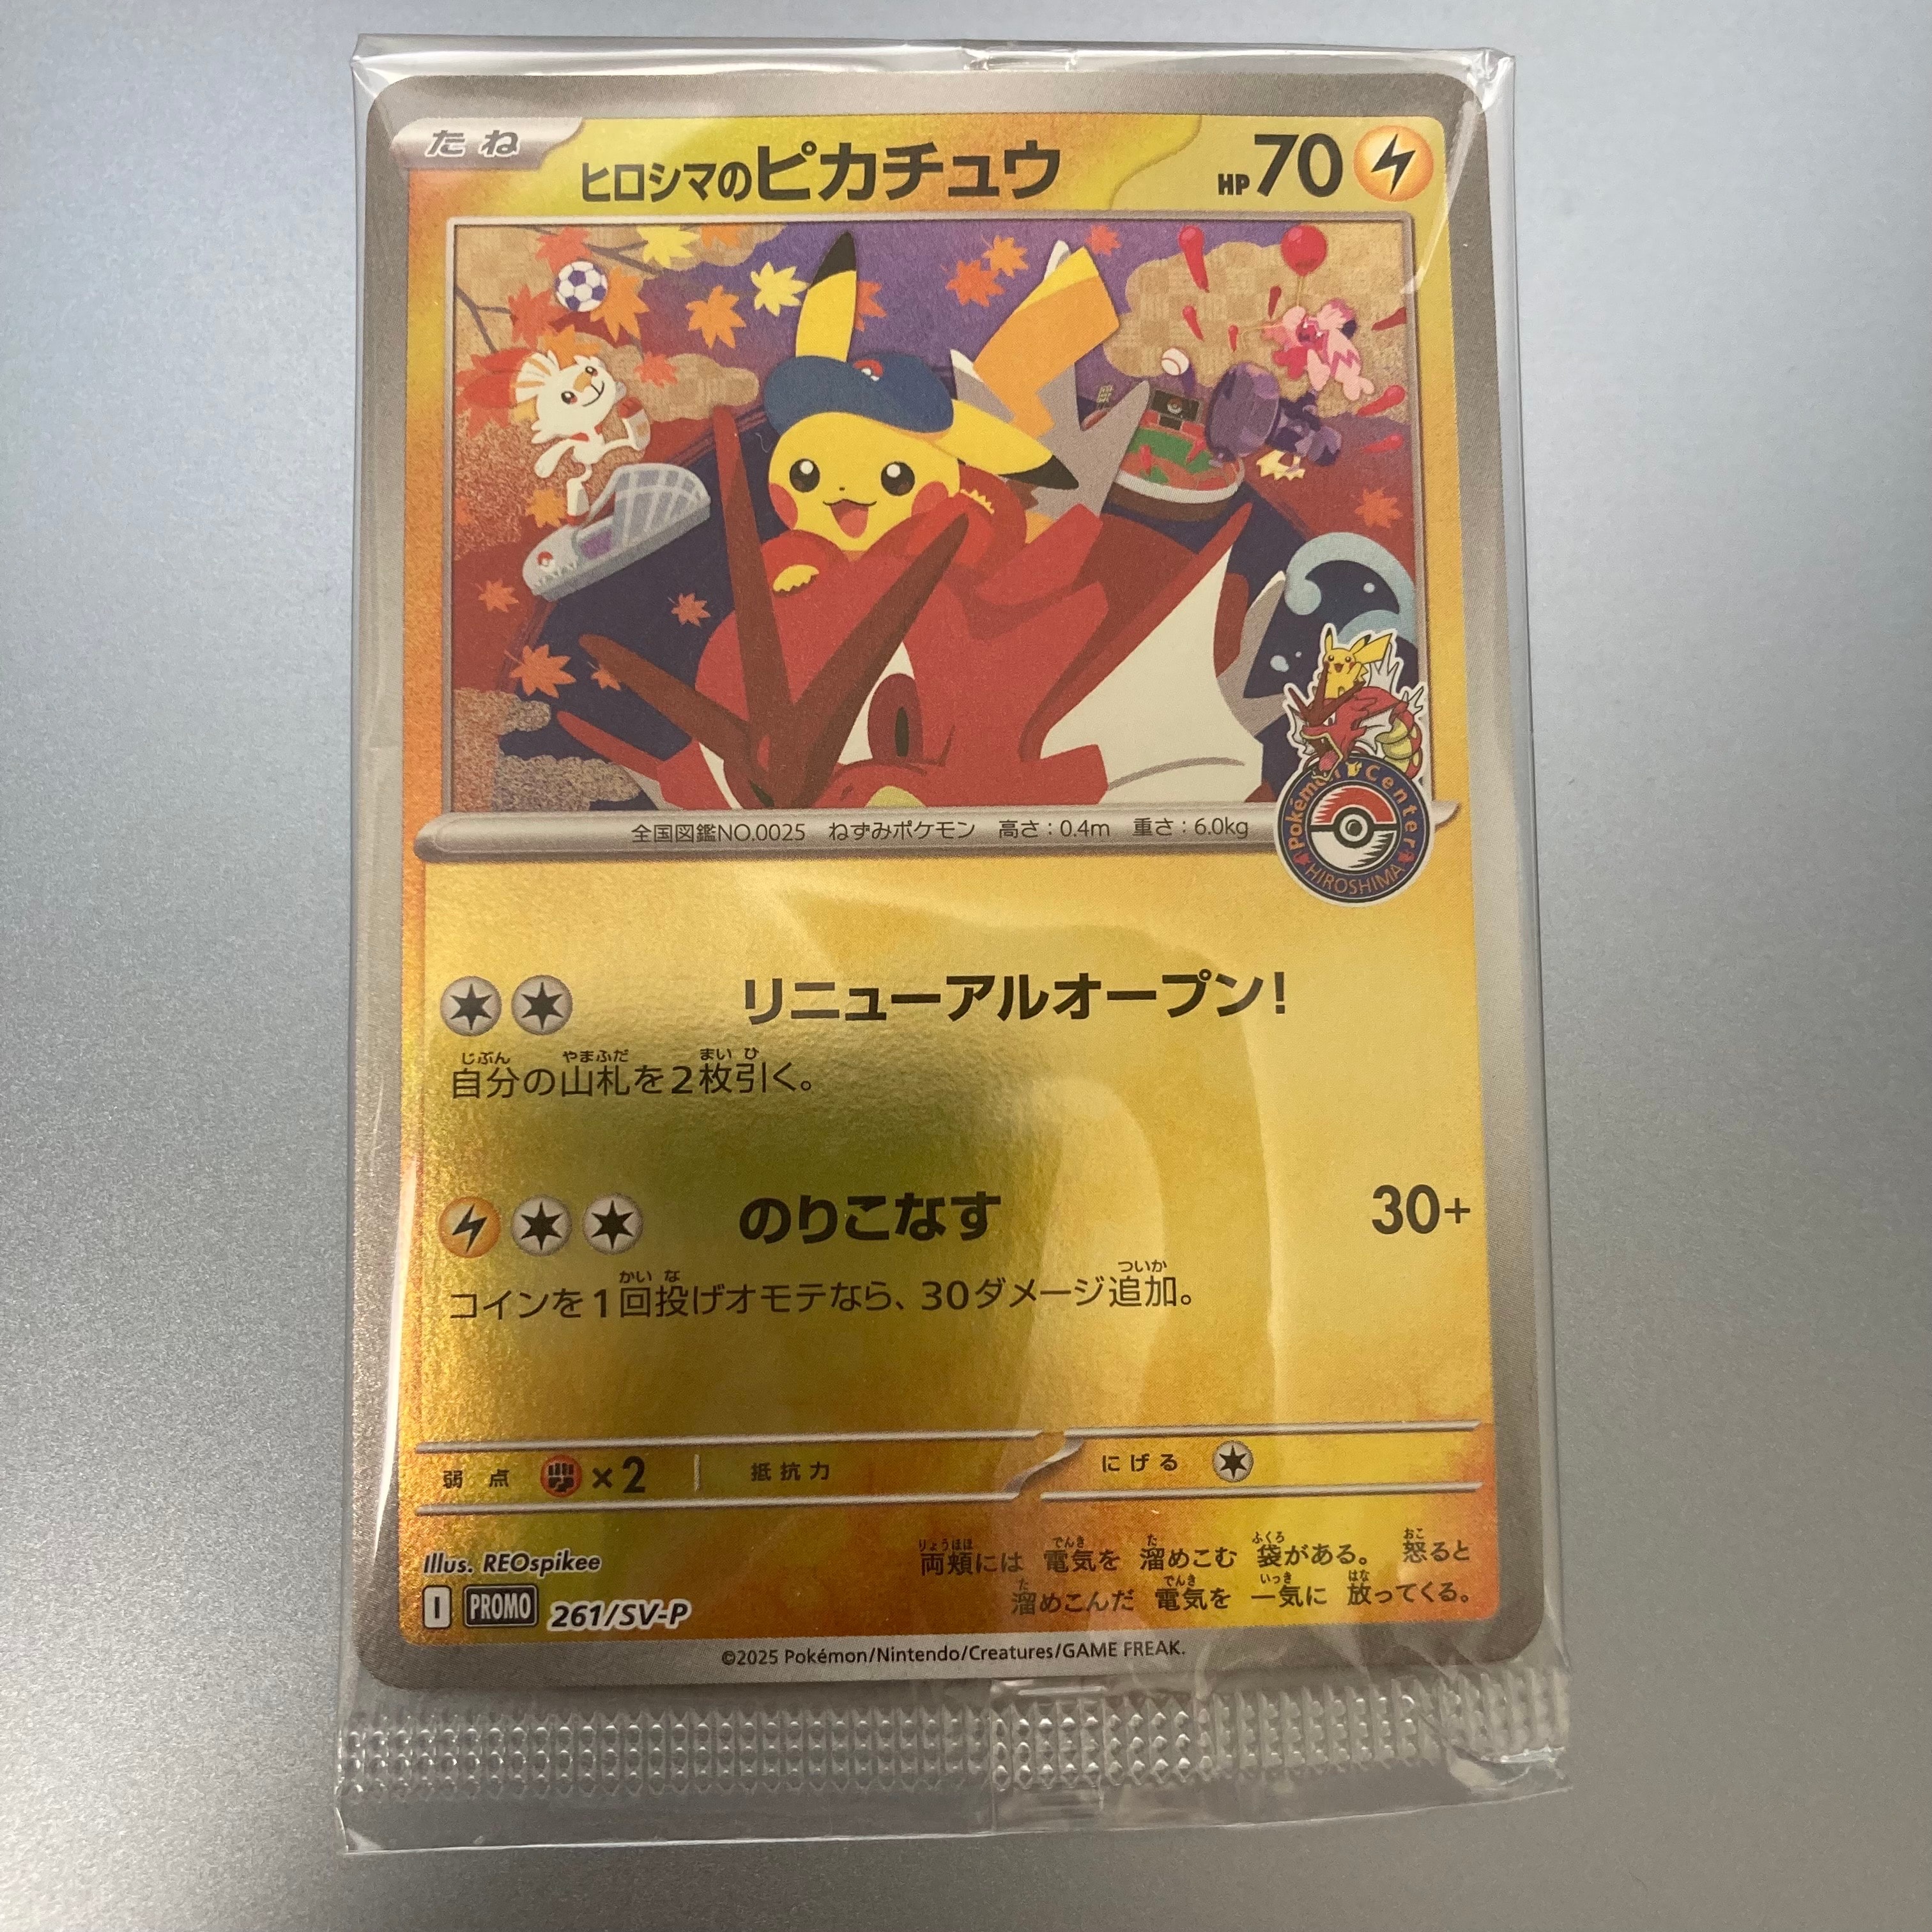 たね
ヒロシマのピカチュウ
HP70
Pokémon Center
HIROSHIMA
全国図鑑NO.0025 ねずみポケモン 高さ:0.4m 重さ:6.0kg
リニューアルオープン!
じぶん やまふだ まい ひ
自分の山札を2枚引く。
のりこなす 30+
かい な ついか
コインを1回投げオモテなら、30ダメージ追加。
弱点 ×2 抵抗力 にげる
Illus. REOspikee
りょうほほ でんき た ふくろ おこ
両頬には 電気を 溜めこむ 袋がある。 怒ると
た でんき いっき はな
溜めこんだ 電気を 一気に 放ってくる。
I PROMO 261/SV-P
©2025 Pokémon/Nintendo/Creatures/GAME FREAK.